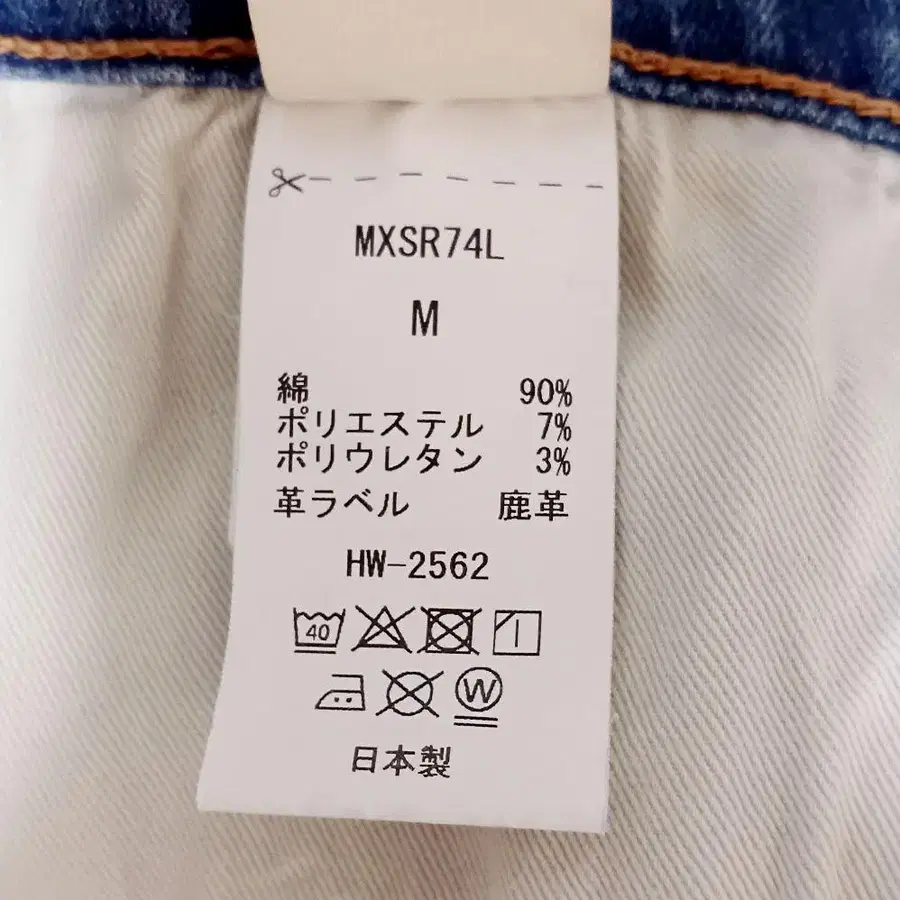 MXSR74L
M
綿 90%
ポリエステル 7%
ポリウレタン 3%
革ラベル 鹿革
HW-2562
40
W
日本製